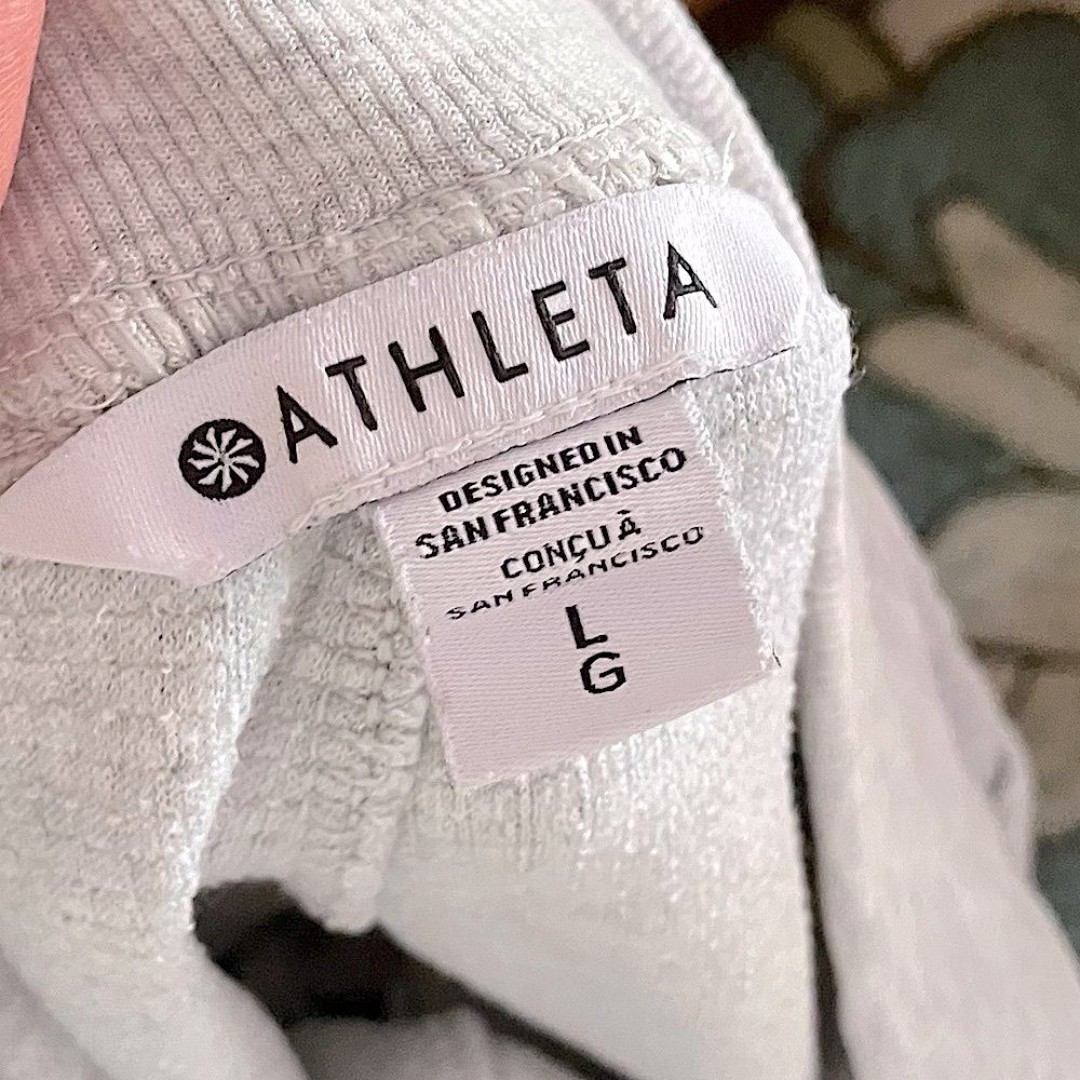 ATHLETA
DESIGNED IN
SAN FRANCISCO
CONÇU À
SAN FRANCISCO
L
G